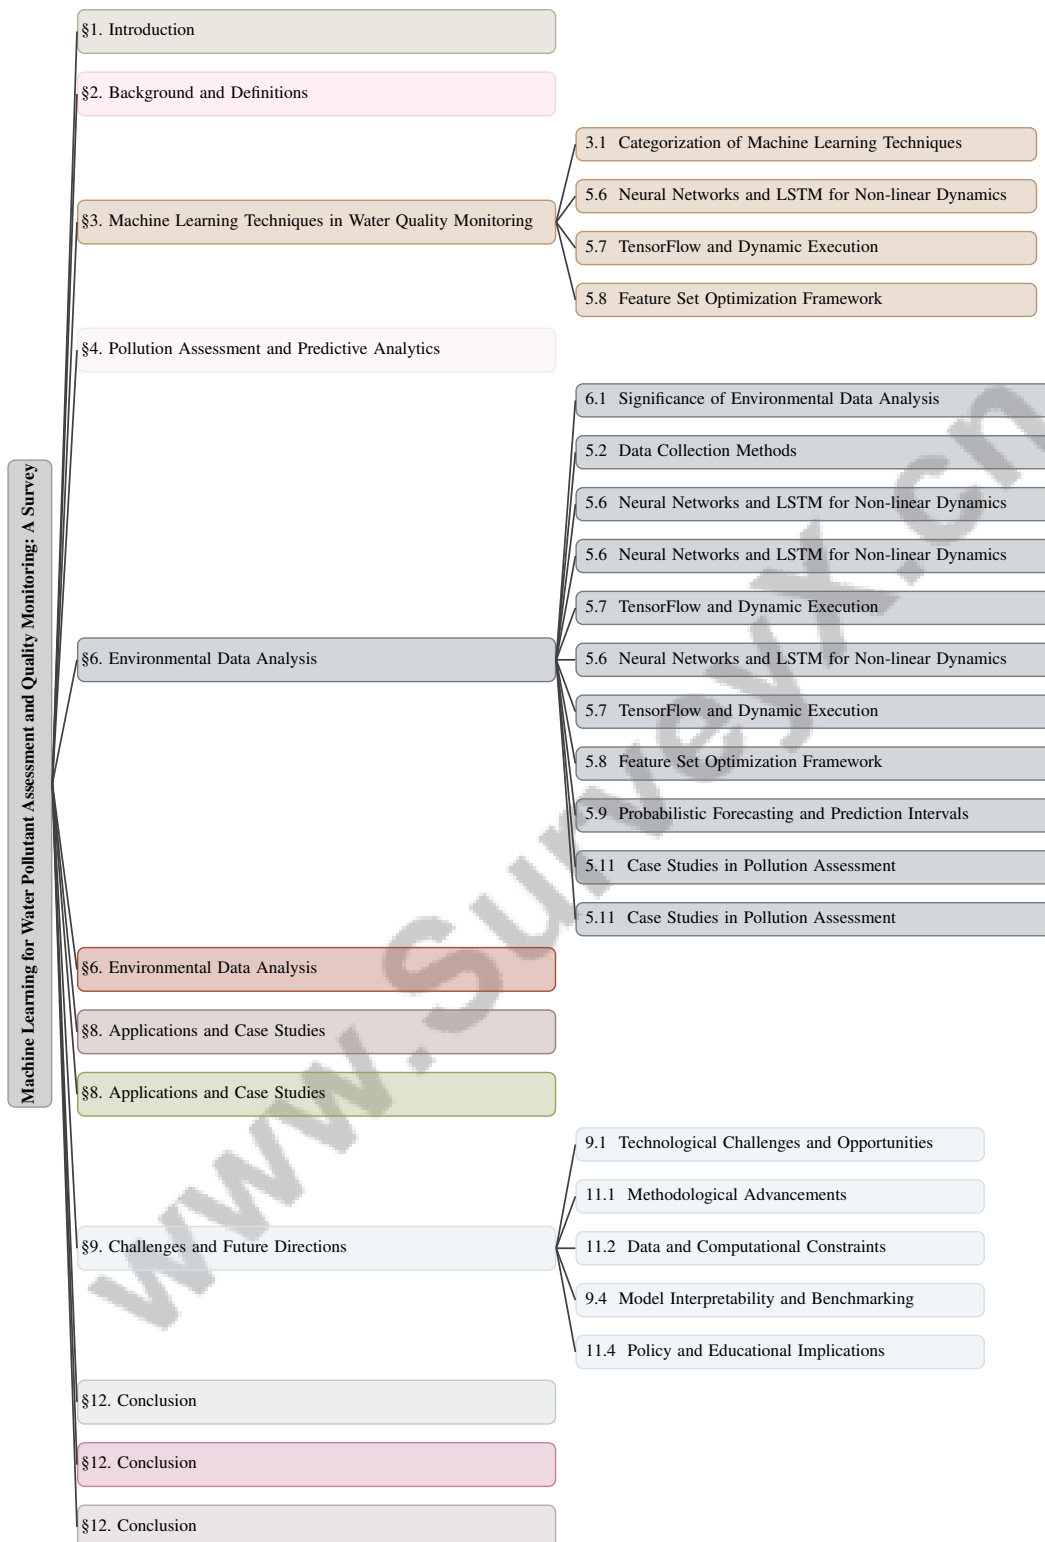 Machine Learning for Water Pollutant Assessment and Quality Monitoring: A Survey
§1. Introduction
§2. Background and Definitions
§3. Machine Learning Techniques in Water Quality Monitoring
3.1 Categorization of Machine Learning Techniques
5.6 Neural Networks and LSTM for Non-linear Dynamics
5.7 TensorFlow and Dynamic Execution
5.8 Feature Set Optimization Framework
§4. Pollution Assessment and Predictive Analytics
§6. Environmental Data Analysis
6.1 Significance of Environmental Data Analysis
5.2 Data Collection Methods
5.6 Neural Networks and LSTM for Non-linear Dynamics
5.6 Neural Networks and LSTM for Non-linear Dynamics
5.7 TensorFlow and Dynamic Execution
5.6 Neural Networks and LSTM for Non-linear Dynamics
5.7 TensorFlow and Dynamic Execution
5.8 Feature Set Optimization Framework
5.9 Probabilistic Forecasting and Prediction Intervals
5.11 Case Studies in Pollution Assessment
5.11 Case Studies in Pollution Assessment
§6. Environmental Data Analysis
§8. Applications and Case Studies
§8. Applications and Case Studies
§9. Challenges and Future Directions
9.1 Technological Challenges and Opportunities
11.1 Methodological Advancements
11.2 Data and Computational Constraints
9.4 Model Interpretability and Benchmarking
11.4 Policy and Educational Implications
§12. Conclusion
§12. Conclusion
§12. Conclusion
www.SurveyX.cn